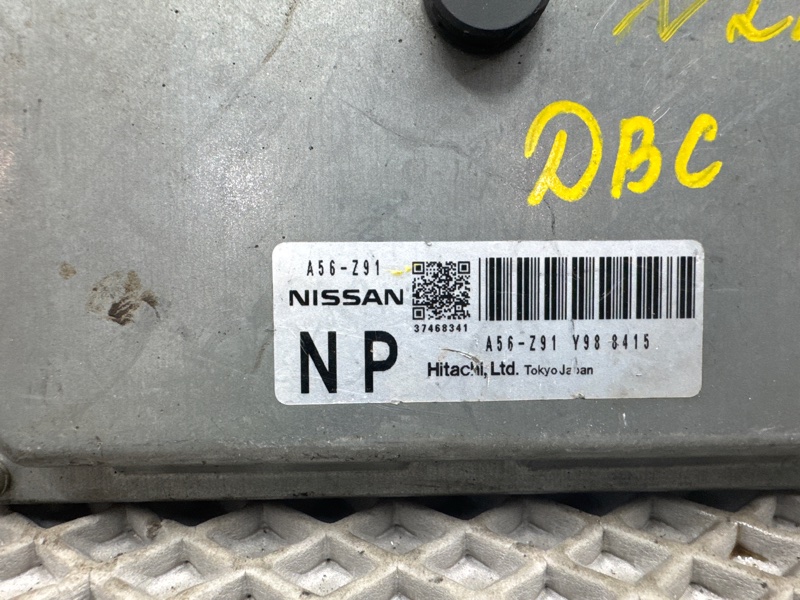 DBC
A56-Z91
NISSAN
37468341
NP
A56-Z91 Y98 8415
Hitachi, Ltd. Tokyo Japan